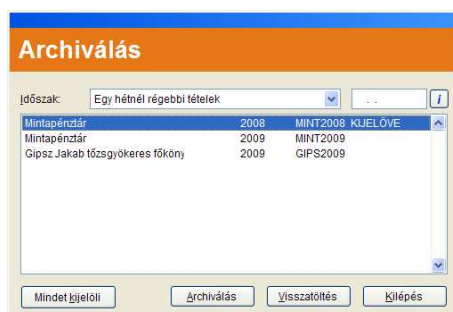 Archiválás
Időszak: Egy hétnél régebbi tételek . . i
Mintapénztár 2008 MINT2008 KIJELÖVE
Mintapénztár 2009 MINT2009
Gipsz Jakab tőzsgyökeres főköny 2009 GIPS2009
Mindet kijelöli Archiválás Visszatöltés Kilépés